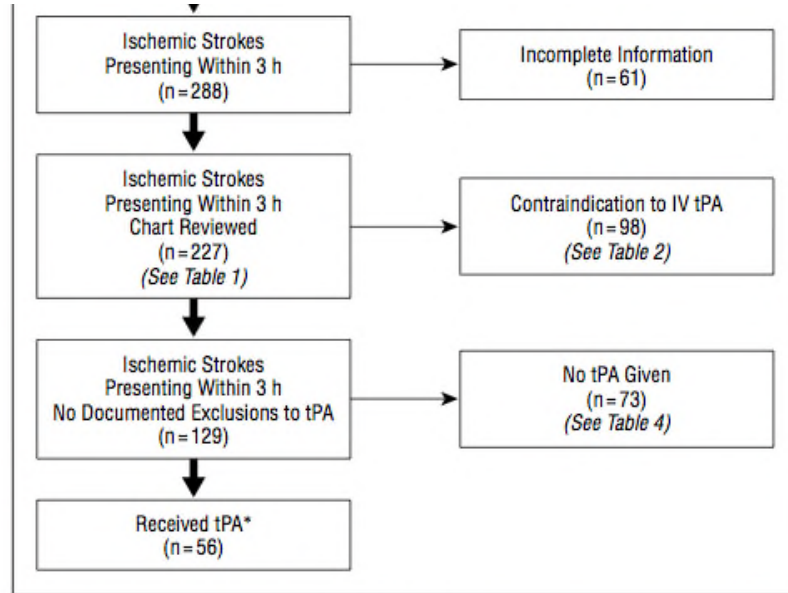 Ischemic Strokes
Presenting Within 3 h
(n=288)
Incomplete Information
(n=61)
Ischemic Strokes
Presenting Within 3 h
Chart Reviewed
(n=227)
(See Table 1)
Contraindication to IV tPA
(n=98)
(See Table 2)
Ischemic Strokes
Presenting Within 3 h
No Documented Exclusions to tPA
(n=129)
No tPA Given
(n=73)
(See Table 4)
Received tPA*
(n=56)